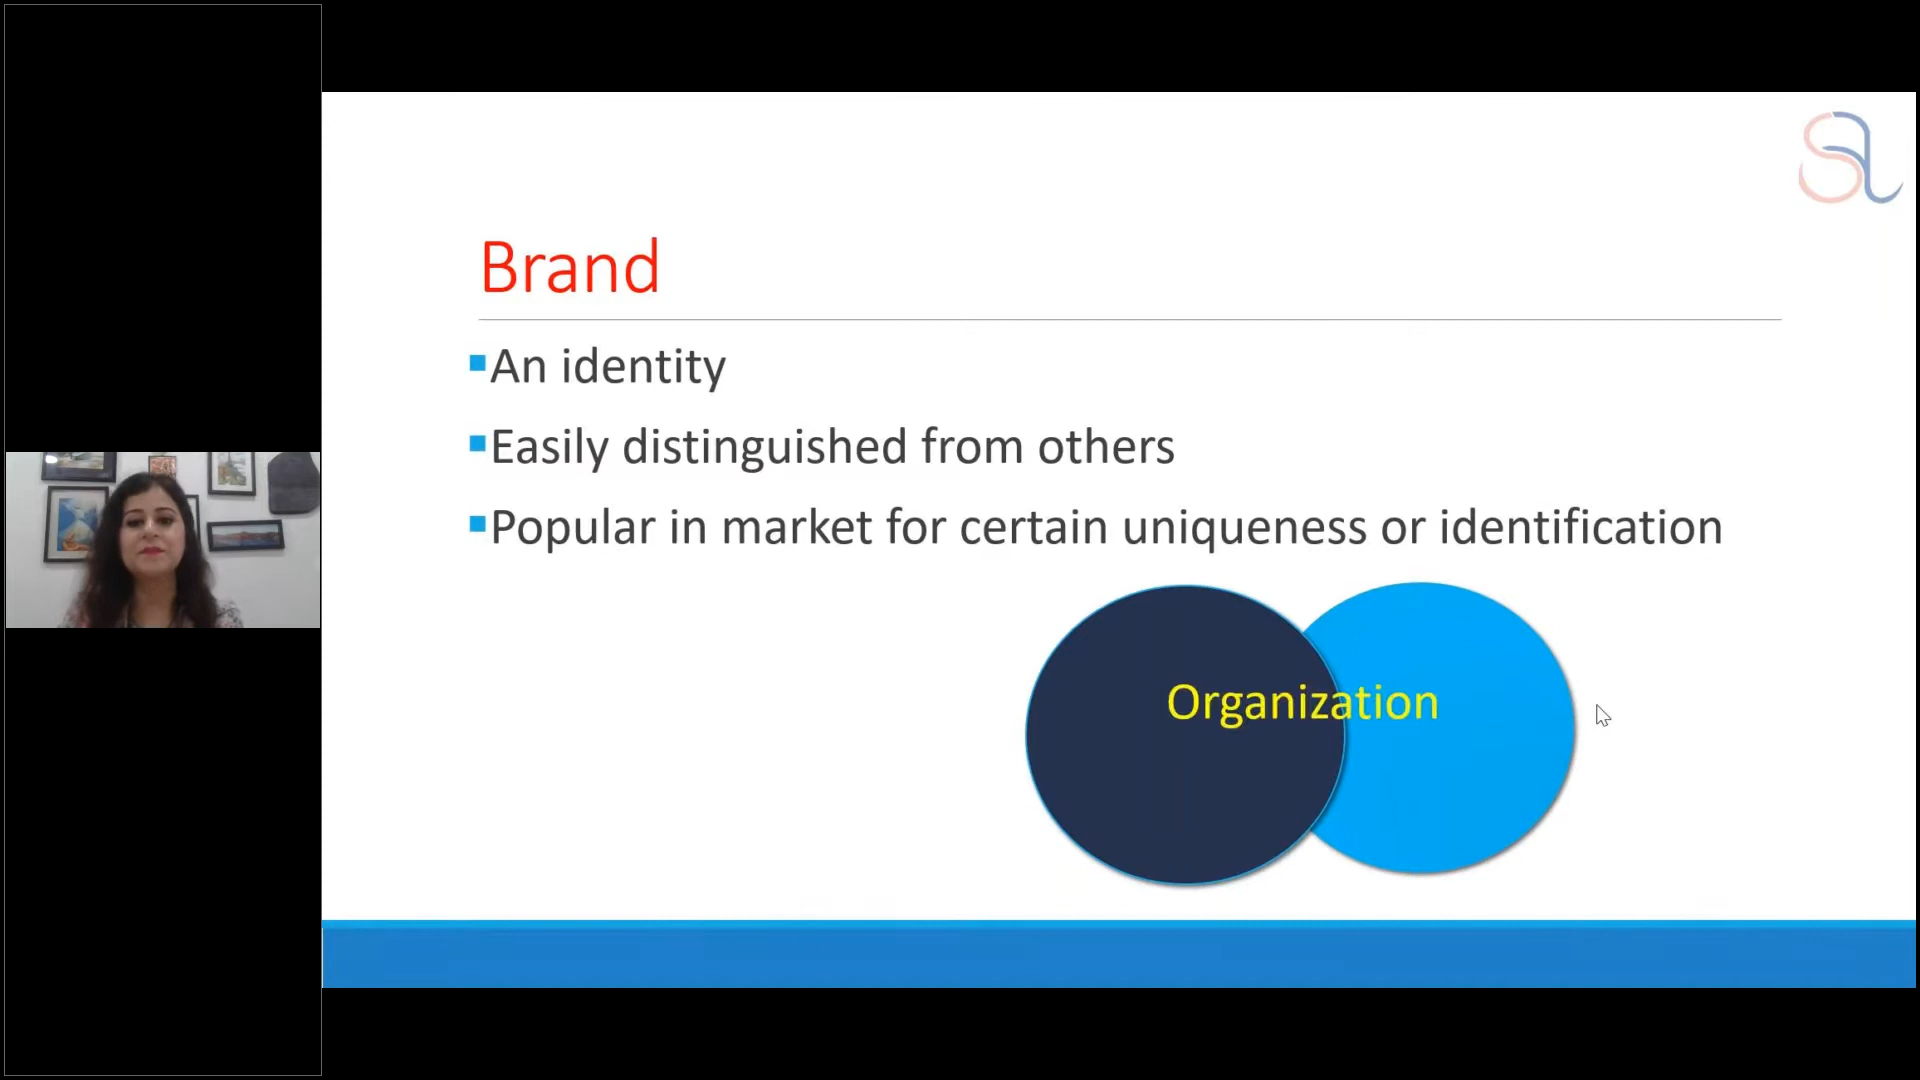 Brand
▪An identity
▪Easily distinguished from others
▪Popular in market for certain uniqueness or identification
Organization